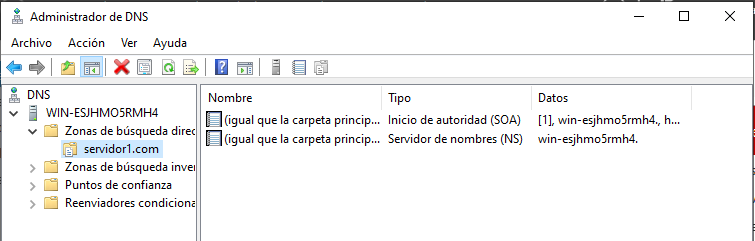 Administrador de DNS
Archivo Acción Ver Ayuda
DNS
WIN-ESJHMO5RMH4
Zonas de búsqueda direc
servidor1.com
Zonas de búsqueda inver
Puntos de confianza
Reenviadores condiciona
Nombre Tipo Datos
(igual que la carpeta princip... Inicio de autoridad (SOA) [1], win-esjhmo5rmh4., h...
(igual que la carpeta princip... Servidor de nombres (NS) win-esjhmo5rmh4.